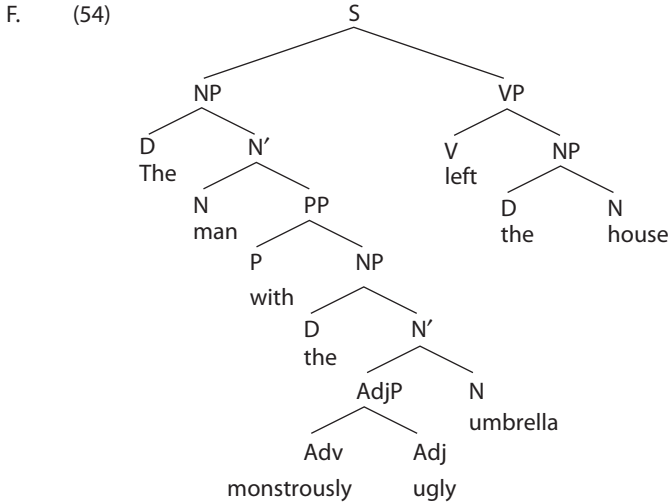 F. (54) S
NP VP
D N′ V NP
The left
N PP D N
man the house
P NP
with
D N′
the
AdjP N
umbrella
Adv Adj
monstrously ugly